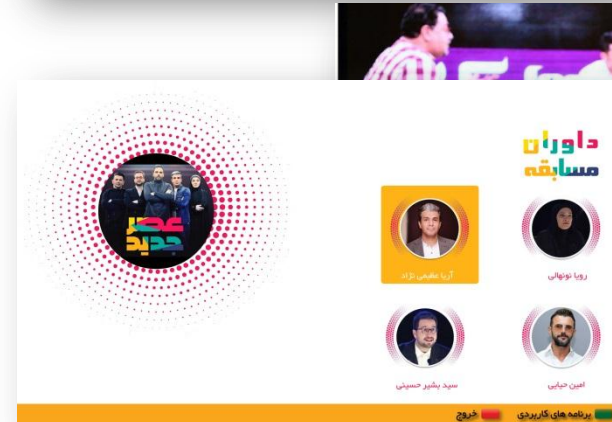 داوران
مسابقه
عصر
جدید
رویا نونهالی
آریا عظیمی نژاد
امین حیایی
سید بشیر حسینی
برنامه های کاربردی
خروج